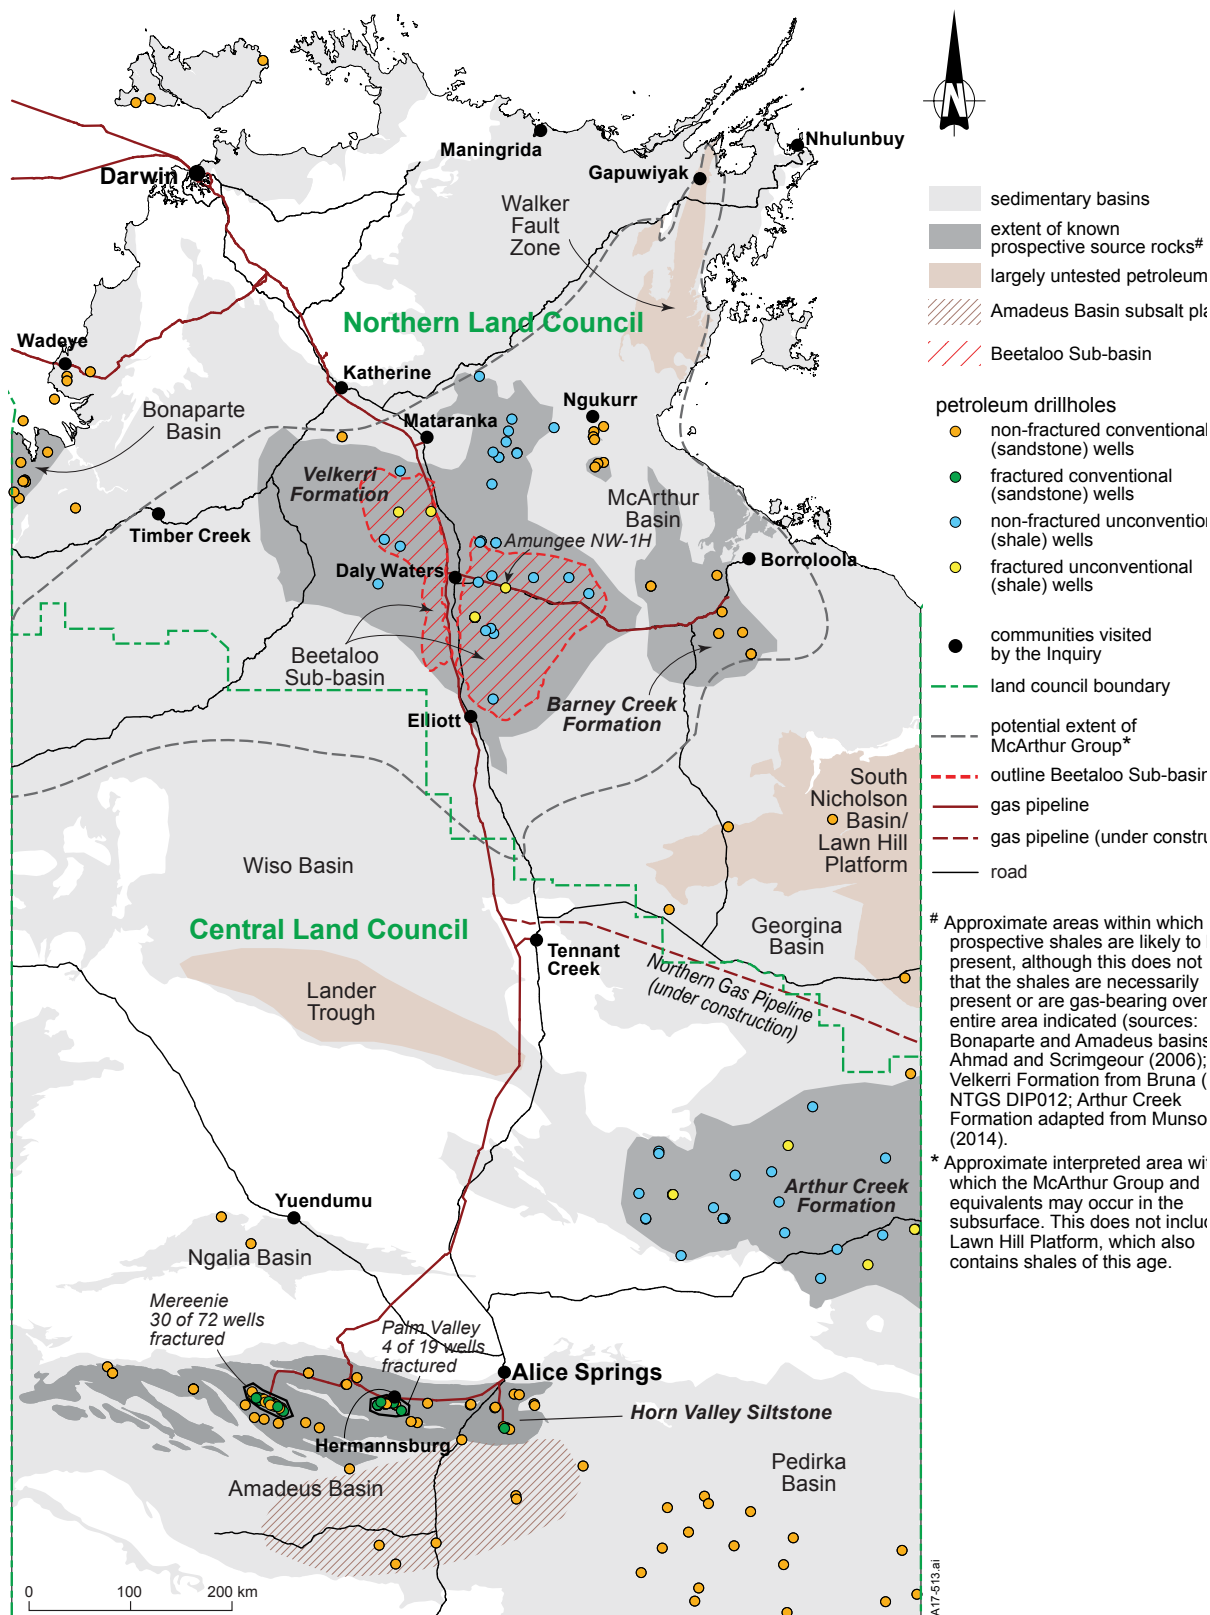 Maningrida
Nhulunbuy
Gapuwiyak
Darwin
Walker
Fault
Zone
Northern Land Council
Wadeye
Katherine
Bonaparte
Basin
Mataranka
Ngukurr
Velkerri
Formation
McArthur
Basin
Timber Creek
Amungee NW-1H
Daly Waters
Borroloola
Beetaloo
Sub-basin
Barney Creek
Formation
Elliott
South
Nicholson
Basin/
Lawn Hill
Platform
Wiso Basin
Central Land Council
Georgina
Basin
Tennant
Creek
Northern Gas Pipeline
(under construction)
Lander
Trough
Arthur Creek
Formation
Yuendumu
Ngalia Basin
Mereenie
30 of 72 wells
fractured
Palm Valley
4 of 19 wells
fractured
Alice Springs
Horn Valley Siltstone
Hermannsburg
Amadeus Basin
Pedirka
Basin
0 100 200 km
N
sedimentary basins
extent of known
prospective source rocks#
largely untested petroleum
Amadeus Basin subsalt pla
Beetaloo Sub-basin
petroleum drillholes
non-fractured conventional
(sandstone) wells
fractured conventional
(sandstone) wells
non-fractured unconventio
(shale) wells
fractured unconventional
(shale) wells
communities visited
by the Inquiry
land council boundary
potential extent of
McArthur Group*
outline Beetaloo Sub-basin
gas pipeline
gas pipeline (under constru
road
# Approximate areas within which
prospective shales are likely to
present, although this does not
that the shales are necessarily
present or are gas-bearing over
entire area indicated (sources:
Bonaparte and Amadeus basins
Ahmad and Scrimgeour (2006);
Velkerri Formation from Bruna (
NTGS DIP012; Arthur Creek
Formation adapted from Munso
(2014).
* Approximate interpreted area wi
which the McArthur Group and
equivalents may occur in the
subsurface. This does not includ
Lawn Hill Platform, which also
contains shales of this age.
A17-513.ai